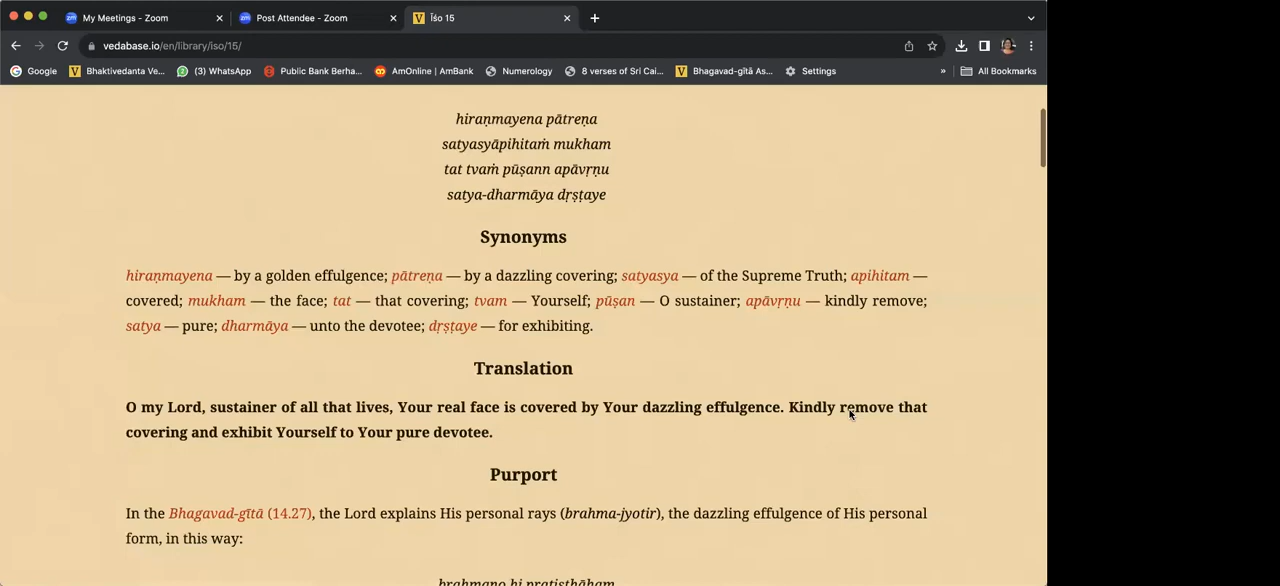 My Meetings - Zoom
Post Attendee - Zoom
Īśo 15
vedabase.io/en/library/iso/15/
Google
Bhaktivedanta Ve...
(3) WhatsApp
Public Bank Berha...
AmOnline | AmBank
Numerology
8 verses of Sri Cai...
Bhagavad-gītā As...
Settings
»
All Bookmarks
hiraṇmayena pātreṇa
satyasyāpihitaṁ mukham
tat tvaṁ pūṣann apāvṛṇu
satya-dharmāya dṛṣṭaye
Synonyms
hiraṇmayena — by a golden effulgence; pātreṇa — by a dazzling covering; satyasya — of the Supreme Truth; apihitam —
covered; mukham — the face; tat — that covering; tvam — Yourself; pūṣan — O sustainer; apāvṛṇu — kindly remove;
satya — pure; dharmāya — unto the devotee; dṛṣṭaye — for exhibiting.
Translation
O my Lord, sustainer of all that lives, Your real face is covered by Your dazzling effulgence. Kindly remove that
covering and exhibit Yourself to Your pure devotee.
Purport
In the Bhagavad-gītā (14.27), the Lord explains His personal rays (brahma-jyotir), the dazzling effulgence of His personal
form, in this way:
brahmaṇo hi pratiṣṭhāham